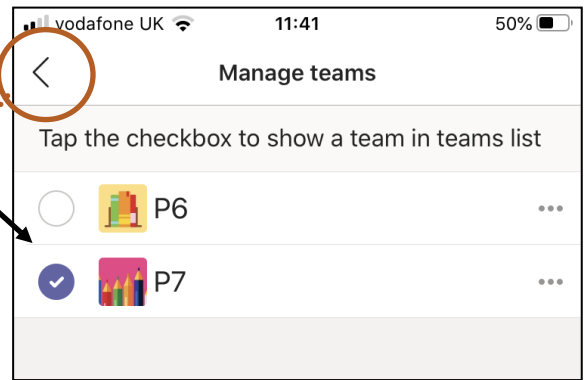 vodafone UK 11:41 50%
Manage teams
Tap the checkbox to show a team in teams list
P6
P7